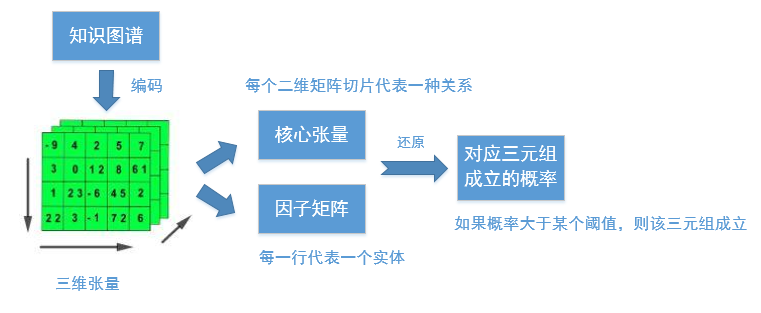 知识图谱
编码
每个二维矩阵切片代表一种关系
-9 4 2 5 7
3 0 12 8 61
1 23 -6 45 2
22 3 -1 72 6
三维张量
核心张量
因子矩阵
每一行代表一个实体
还原
对应三元组
成立的概率
如果概率大于某个阈值，则该三元组成立